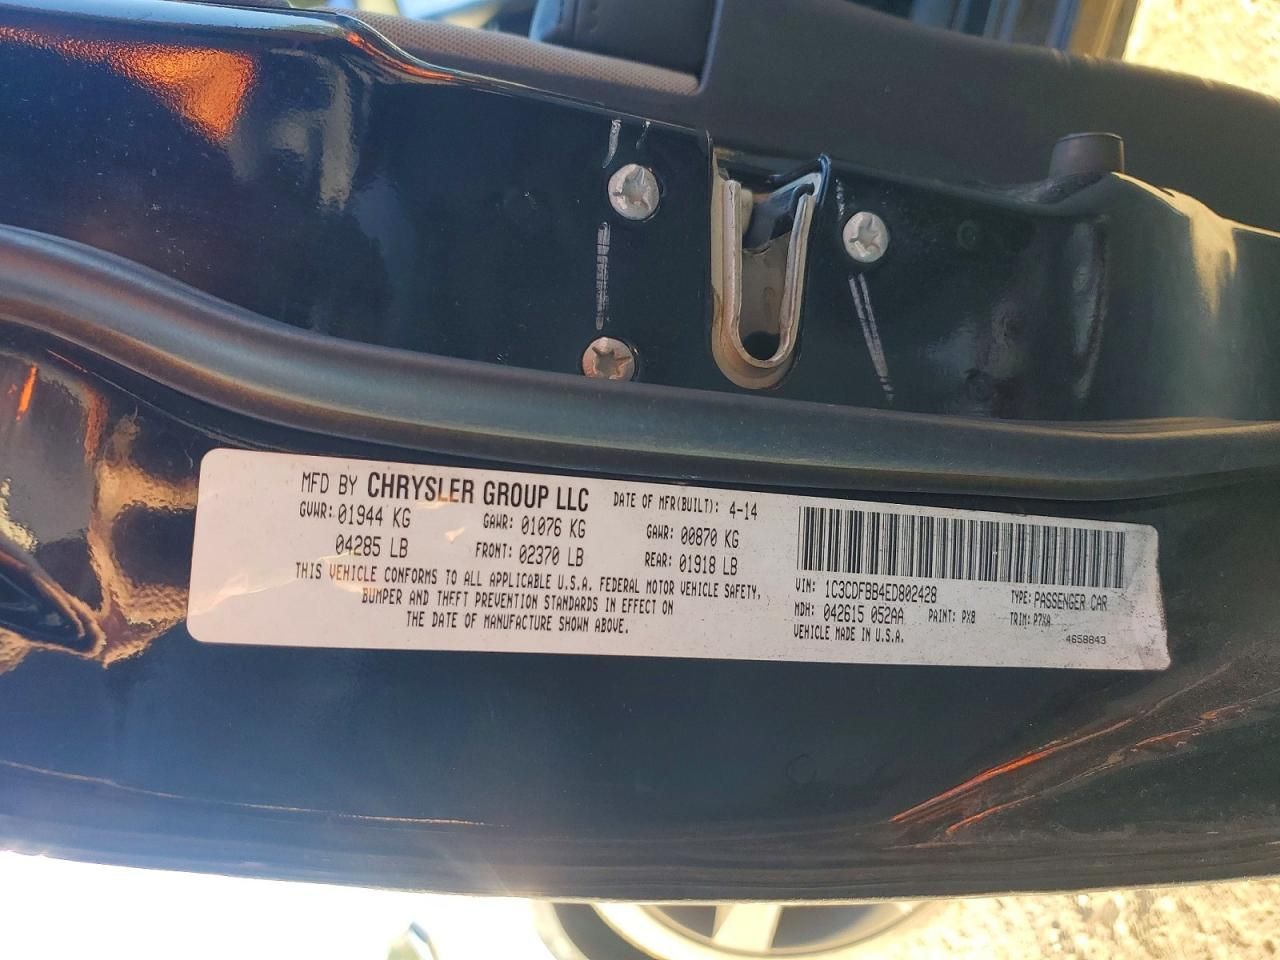 MFD BY CHRYSLER GROUP LLC DATE OF MFR(BUILT): 4-14
GVWR: 01944 KG GAWR: 01076 KG GAWR: 00870 KG
04285 LB FRONT: 02370 LB REAR: 01918 LB
THIS VEHICLE CONFORMS TO ALL APPLICABLE U.S.A. FEDERAL MOTOR VEHICLE SAFETY,
BUMPER AND THEFT PREVENTION STANDARDS IN EFFECT ON
THE DATE OF MANUFACTURE SHOWN ABOVE.
VIN: 1C3CDFBB4ED802428 TYPE: PASSENGER CAR
MDH: 042615 052AA PAINT: PX8 TRIM: P7XA
VEHICLE MADE IN U.S.A. 4658843